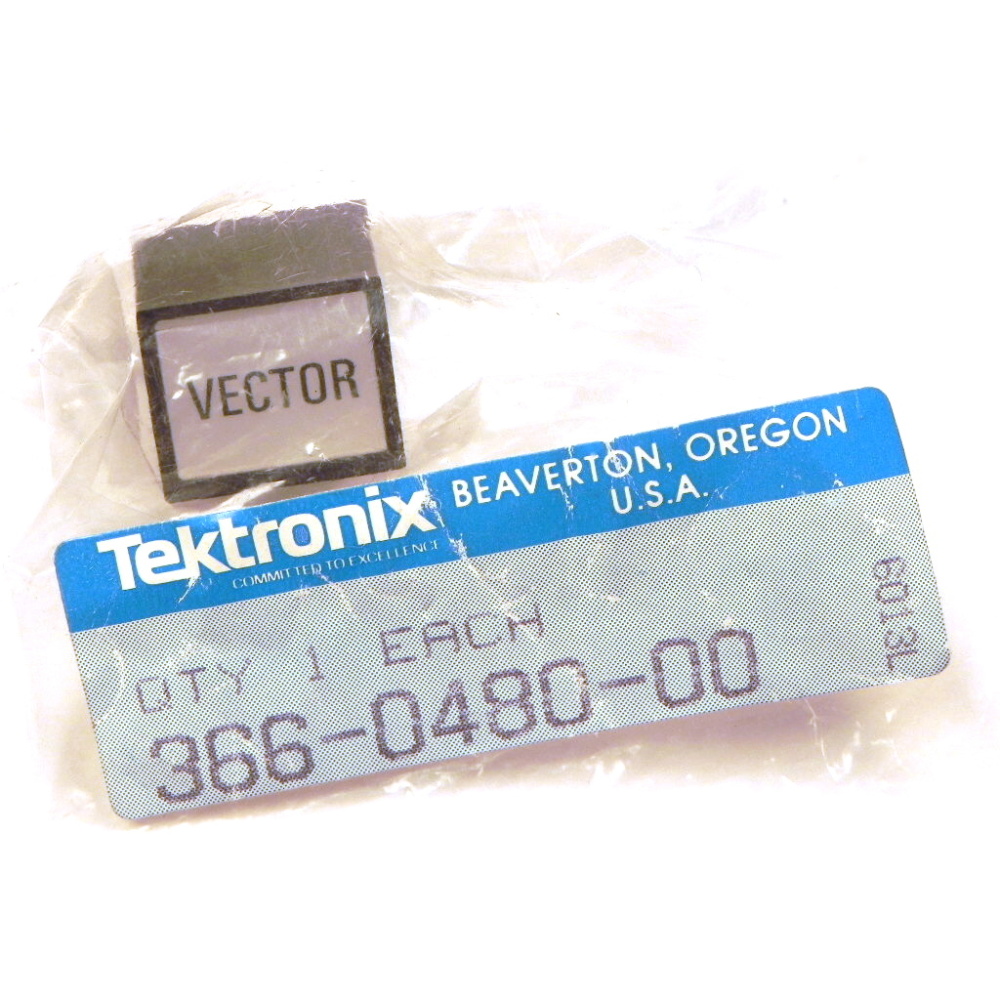 VECTOR
Tektronix
COMMITTED TO EXCELLENCE
BEAVERTON, OREGON
U.S.A.
QTY 1 EACH
366-0480-00
6013L